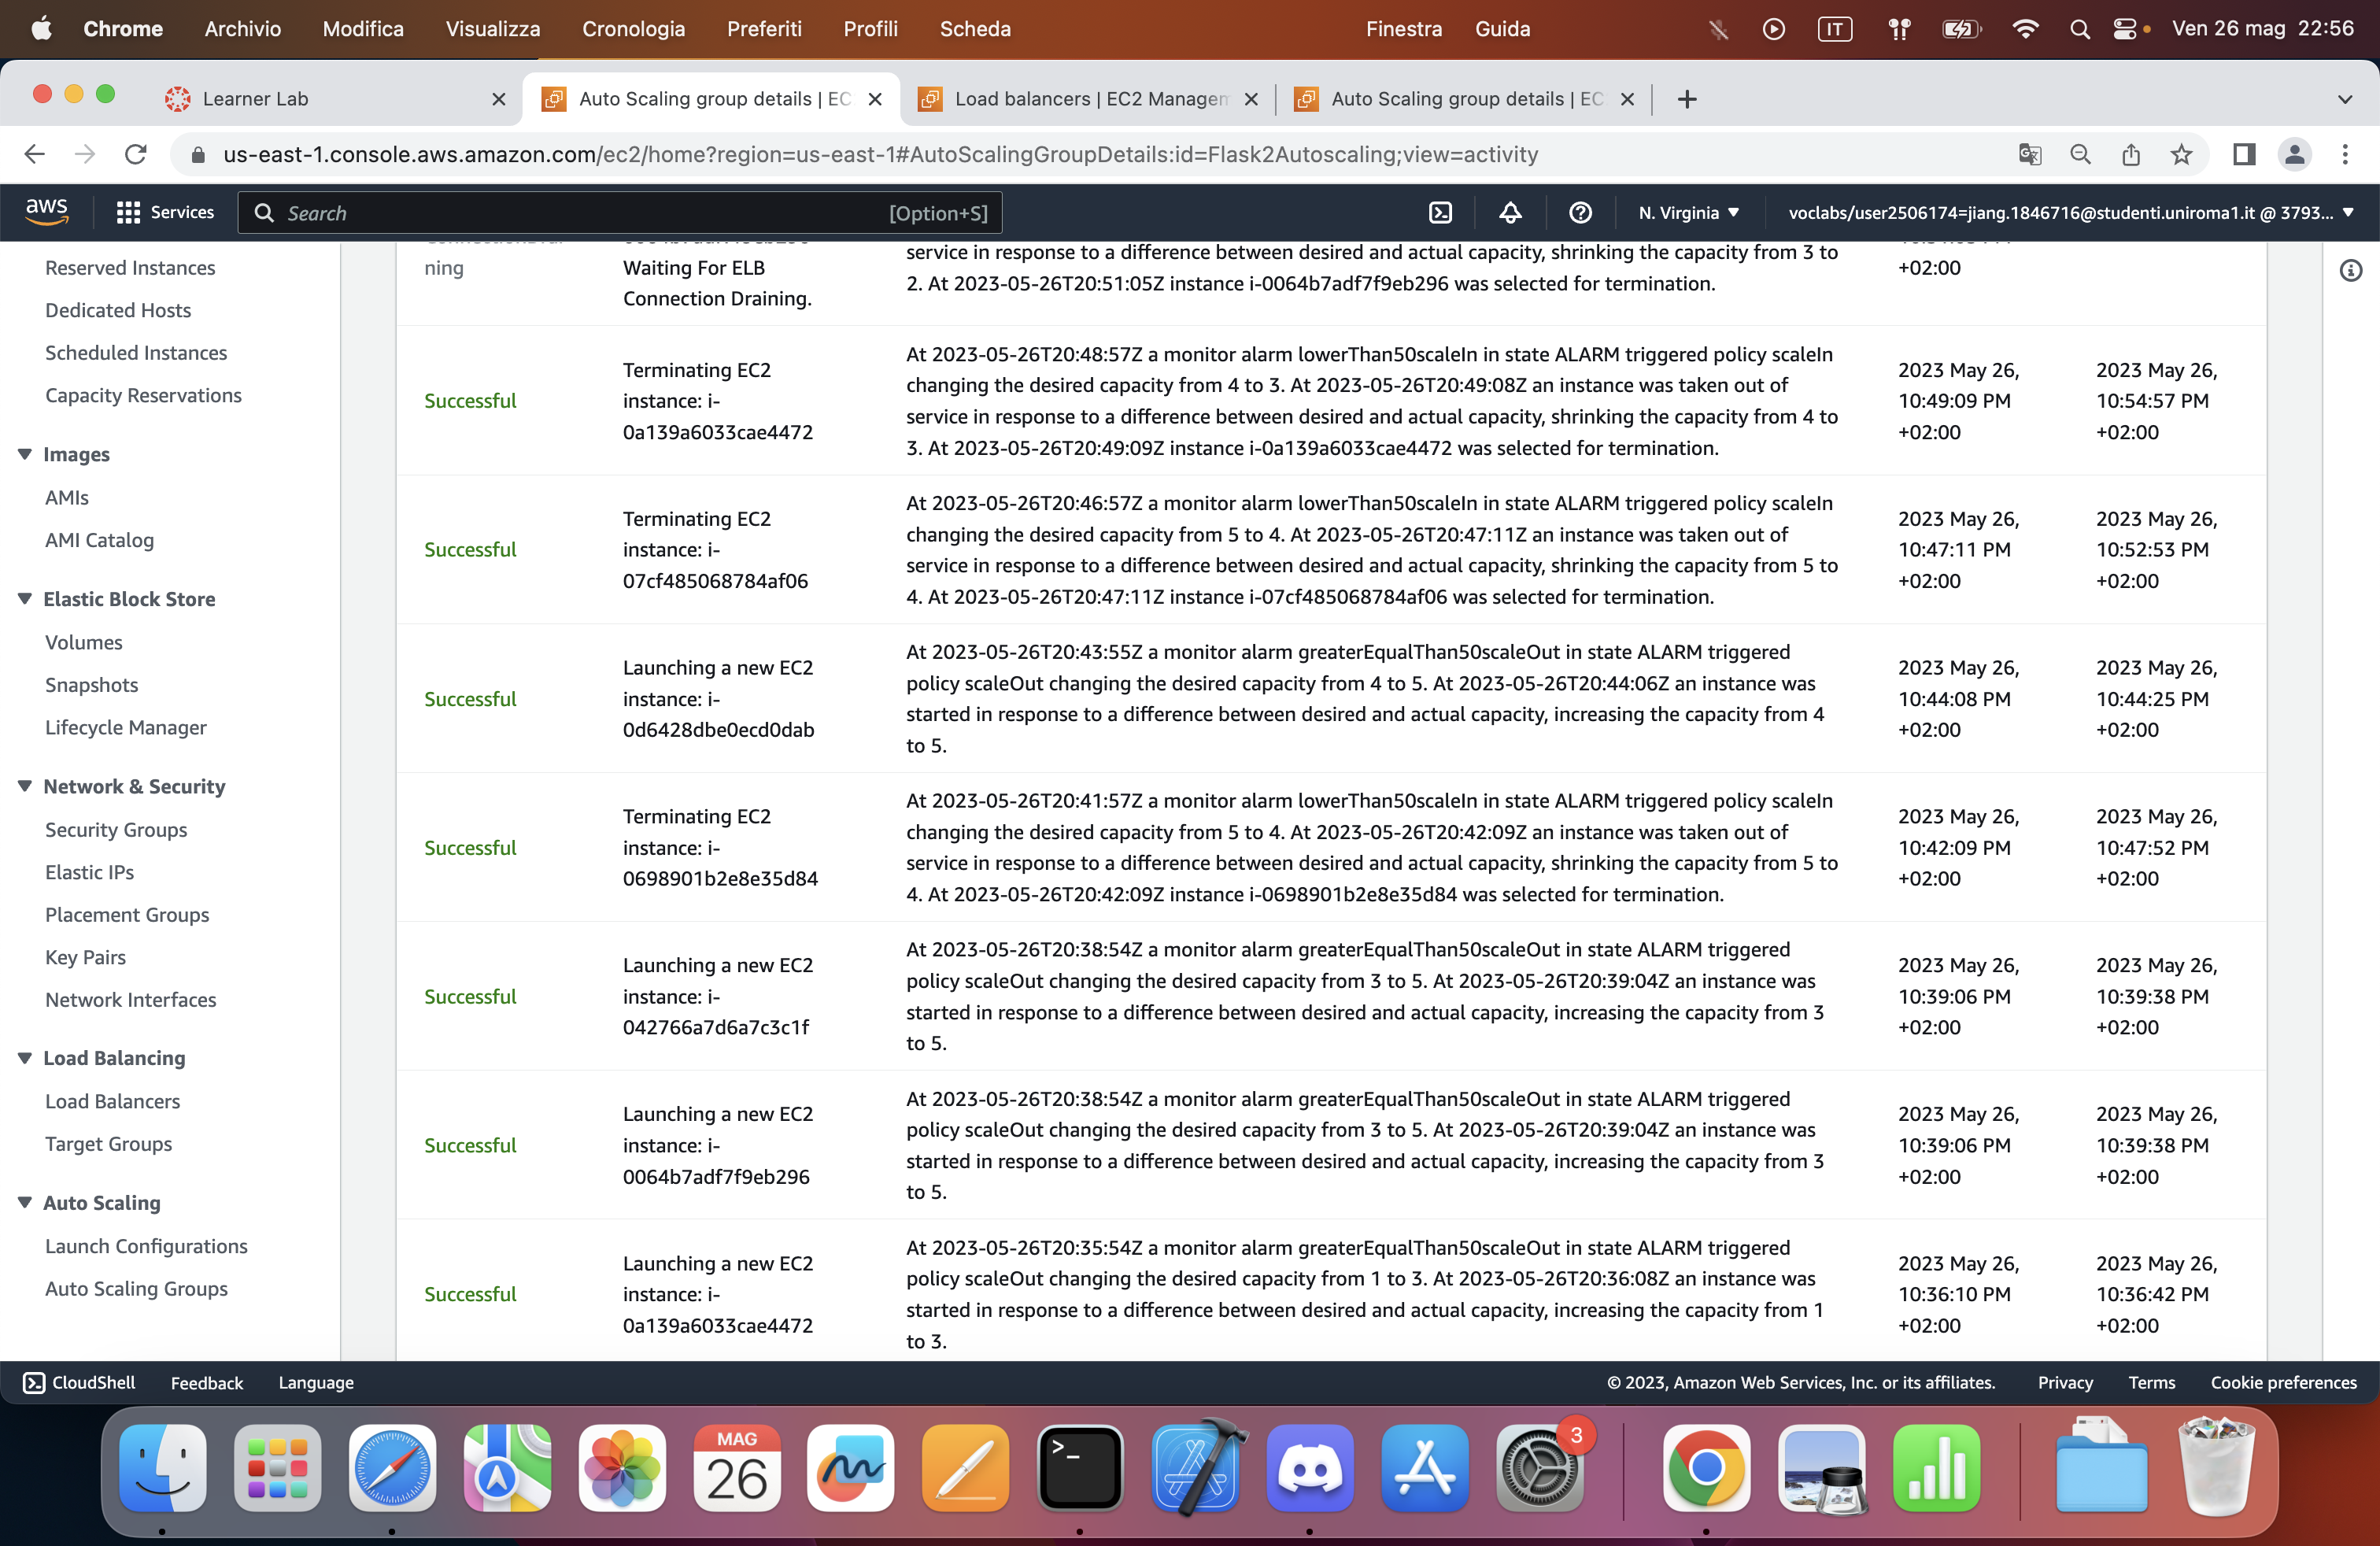 Chrome Archivio Modifica Visualizza Cronologia Preferiti Profili Scheda Finestra Guida IT Ven 26 mag 22:56
Learner Lab
Auto Scaling group details | EC
Load balancers | EC2 Managem
Auto Scaling group details | EC
us-east-1.console.aws.amazon.com/ec2/home?region=us-east-1#AutoScalingGroupDetails:id=Flask2Autoscaling;view=activity
aws Services Search [Option+S] N. Virginia voclabs/user2506174=jiang.1846716@studenti.uniroma1.it @ 3793...
Reserved Instances
Dedicated Hosts
Scheduled Instances
Capacity Reservations
Images
AMIs
AMI Catalog
Elastic Block Store
Volumes
Snapshots
Lifecycle Manager
Network & Security
Security Groups
Elastic IPs
Placement Groups
Key Pairs
Network Interfaces
Load Balancing
Load Balancers
Target Groups
Auto Scaling
Launch Configurations
Auto Scaling Groups
ning
Waiting For ELB
Connection Draining.
service in response to a difference between desired and actual capacity, shrinking the capacity from 3 to
2. At 2023-05-26T20:51:05Z instance i-0064b7adf7f9eb296 was selected for termination.
+02:00
Successful
Terminating EC2
instance: i-
0a139a6033cae4472
At 2023-05-26T20:48:57Z a monitor alarm lowerThan50scaleIn in state ALARM triggered policy scaleIn
changing the desired capacity from 4 to 3. At 2023-05-26T20:49:08Z an instance was taken out of
service in response to a difference between desired and actual capacity, shrinking the capacity from 4 to
3. At 2023-05-26T20:49:09Z instance i-0a139a6033cae4472 was selected for termination.
2023 May 26,
10:49:09 PM
+02:00
2023 May 26,
10:54:57 PM
+02:00
Successful
Terminating EC2
instance: i-
07cf485068784af06
At 2023-05-26T20:46:57Z a monitor alarm lowerThan50scaleIn in state ALARM triggered policy scaleIn
changing the desired capacity from 5 to 4. At 2023-05-26T20:47:11Z an instance was taken out of
service in response to a difference between desired and actual capacity, shrinking the capacity from 5 to
4. At 2023-05-26T20:47:11Z instance i-07cf485068784af06 was selected for termination.
2023 May 26,
10:47:11 PM
+02:00
2023 May 26,
10:52:53 PM
+02:00
Successful
Launching a new EC2
instance: i-
0d6428dbe0ecd0dab
At 2023-05-26T20:43:55Z a monitor alarm greaterEqualThan50scaleOut in state ALARM triggered
policy scaleOut changing the desired capacity from 4 to 5. At 2023-05-26T20:44:06Z an instance was
started in response to a difference between desired and actual capacity, increasing the capacity from 4
to 5.
2023 May 26,
10:44:08 PM
+02:00
2023 May 26,
10:44:25 PM
+02:00
Successful
Terminating EC2
instance: i-
0698901b2e8e35d84
At 2023-05-26T20:41:57Z a monitor alarm lowerThan50scaleIn in state ALARM triggered policy scaleIn
changing the desired capacity from 5 to 4. At 2023-05-26T20:42:09Z an instance was taken out of
service in response to a difference between desired and actual capacity, shrinking the capacity from 5 to
4. At 2023-05-26T20:42:09Z instance i-0698901b2e8e35d84 was selected for termination.
2023 May 26,
10:42:09 PM
+02:00
2023 May 26,
10:47:52 PM
+02:00
Successful
Launching a new EC2
instance: i-
042766a7d6a7c3c1f
At 2023-05-26T20:38:54Z a monitor alarm greaterEqualThan50scaleOut in state ALARM triggered
policy scaleOut changing the desired capacity from 3 to 5. At 2023-05-26T20:39:04Z an instance was
started in response to a difference between desired and actual capacity, increasing the capacity from 3
to 5.
2023 May 26,
10:39:06 PM
+02:00
2023 May 26,
10:39:38 PM
+02:00
Successful
Launching a new EC2
instance: i-
0064b7adf7f9eb296
At 2023-05-26T20:38:54Z a monitor alarm greaterEqualThan50scaleOut in state ALARM triggered
policy scaleOut changing the desired capacity from 3 to 5. At 2023-05-26T20:39:04Z an instance was
started in response to a difference between desired and actual capacity, increasing the capacity from 3
to 5.
2023 May 26,
10:39:06 PM
+02:00
2023 May 26,
10:39:38 PM
+02:00
Successful
Launching a new EC2
instance: i-
0a139a6033cae4472
At 2023-05-26T20:35:54Z a monitor alarm greaterEqualThan50scaleOut in state ALARM triggered
policy scaleOut changing the desired capacity from 1 to 3. At 2023-05-26T20:36:08Z an instance was
started in response to a difference between desired and actual capacity, increasing the capacity from 1
to 3.
2023 May 26,
10:36:10 PM
+02:00
2023 May 26,
10:36:42 PM
+02:00
CloudShell Feedback Language © 2023, Amazon Web Services, Inc. or its affiliates. Privacy Terms Cookie preferences
MAG
26
3